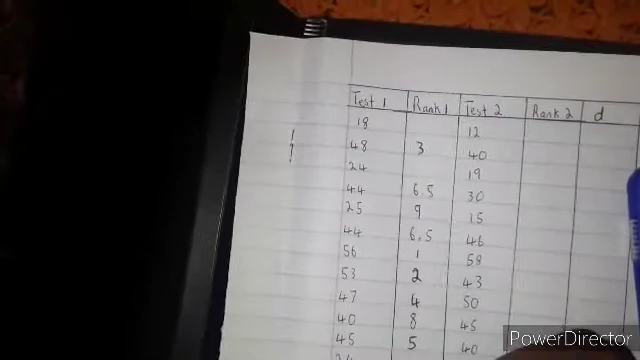 Test 1 Rank 1 Test 2 Rank 2 d
18 12
48 3 40
24 19
44 6.5 30
25 9 15
44 6.5 46
56 1 58
53 2 43
47 4 50
40 8 45
45 5 40
PowerDirector